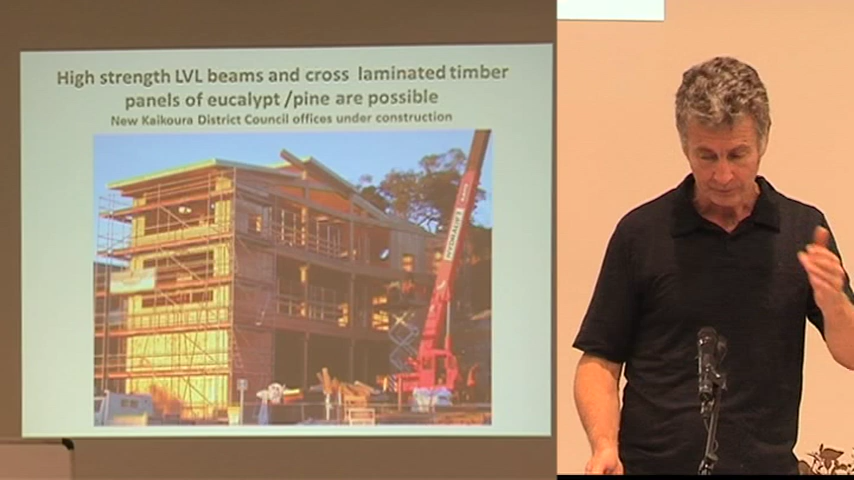 High strength LVL beams and cross laminated timber
panels of eucalypt /pine are possible
New Kaikoura District Council offices under construction